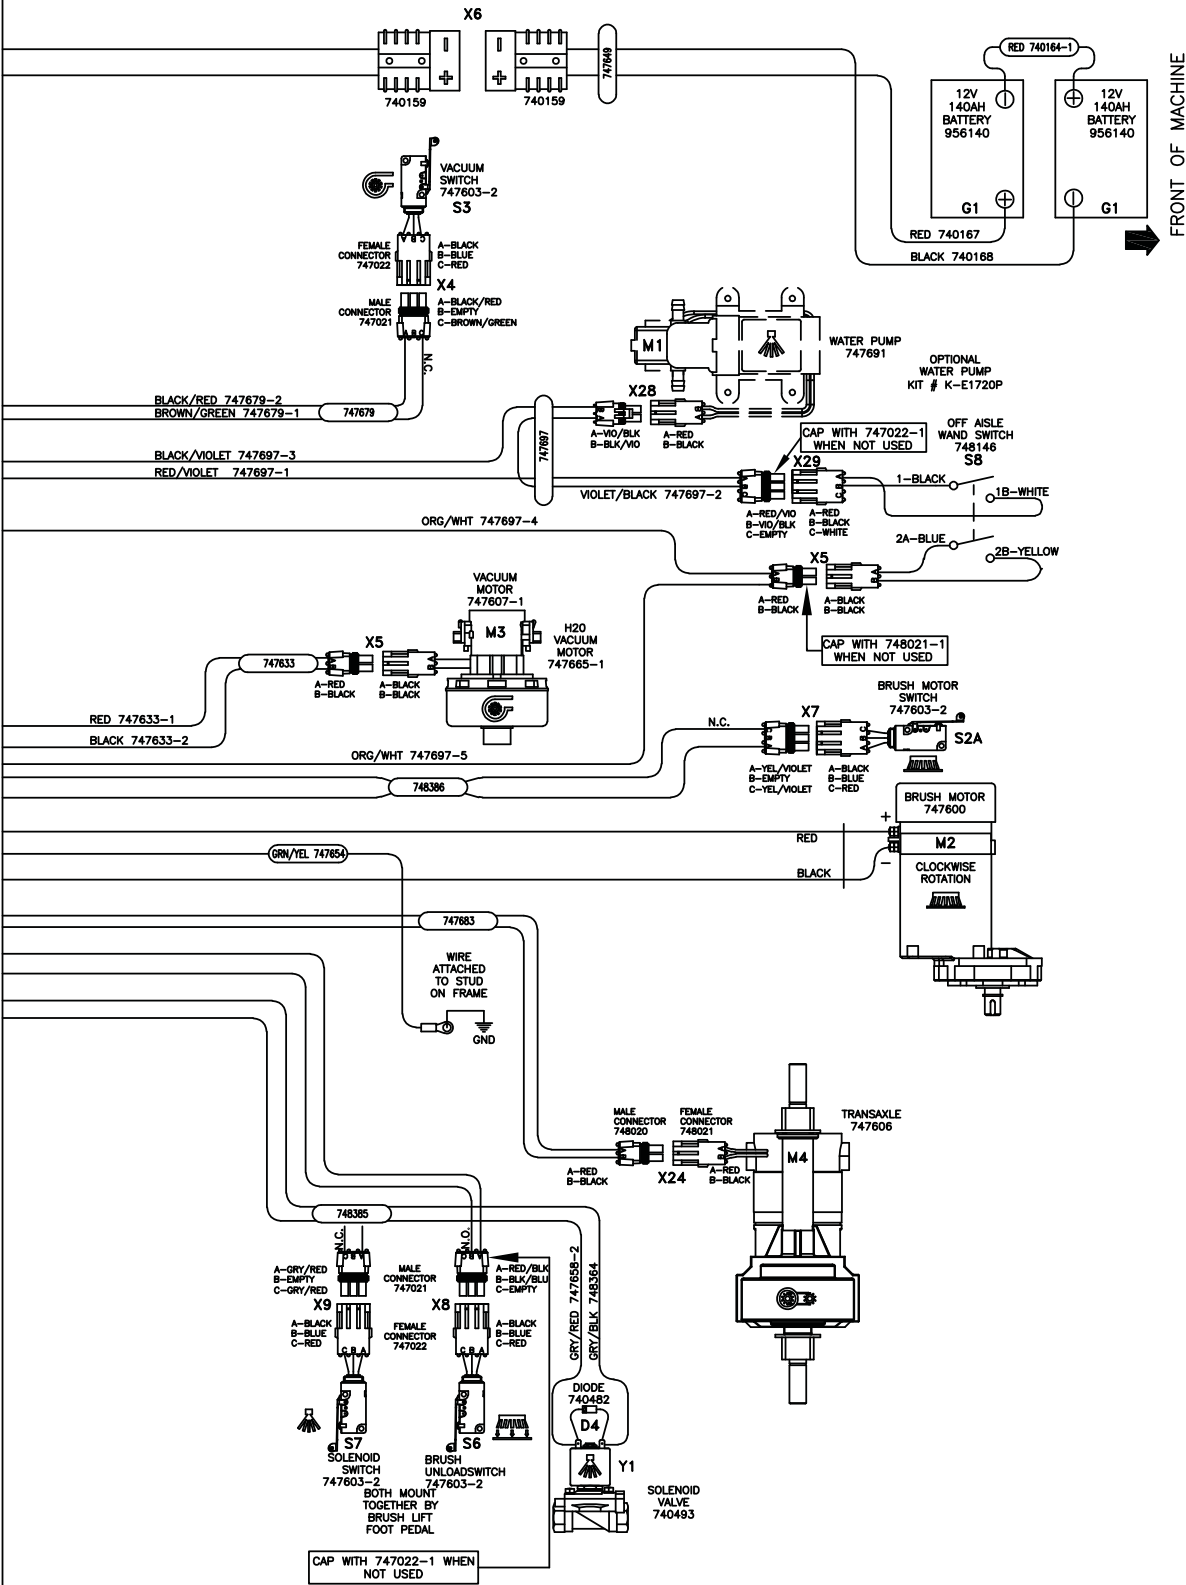 X6
740159
740159
747649
RED 740164-1
12V
140AH
BATTERY
956140
G1
12V
140AH
BATTERY
956140
G1
FRONT OF MACHINE
RED 740167
BLACK 740168
VACUUM
SWITCH
747603-2
S3
FEMALE
CONNECTOR
747022
A C B
A-BLACK
B-BLUE
C-RED
X4
MALE
CONNECTOR
747021
A-BLACK/RED
B-EMPTY
C-BROWN/GREEN
A B C
N.C.
BLACK/RED 747679-2
BROWN/GREEN 747679-1
747679
M1
WATER PUMP
747691
OPTIONAL
WATER PUMP
KIT # K-E1720P
X28
A-VIO/BLK
B-BLK/VIO
A-RED
B-BLACK
747697
BLACK/VIOLET 747697-3
RED/VIOLET 747697-1
VIOLET/BLACK 747697-2
CAP WITH 747022-1
WHEN NOT USED
X29
A-RED/VIO
B-VIO/BLK
C-EMPTY
A-RED
B-BLACK
C-WHITE
OFF AISLE
WAND SWITCH
748146
S8
1-BLACK
1B-WHITE
2A-BLUE
2B-YELLOW
ORG/WHT 747697-4
X5
A-RED
B-BLACK
A-BLACK
B-BLACK
CAP WITH 748021-1
WHEN NOT USED
VACUUM
MOTOR
747607-1
M3
H20
VACUUM
MOTOR
747665-1
X5
747633
A-RED
B-BLACK
A-BLACK
B-BLACK
RED 747633-1
BLACK 747633-2
ORG/WHT 747697-5
748386
N.C.
X7
A-YEL/VIOLET
B-EMPTY
C-YEL/VIOLET
A-BLACK
B-BLUE
C-RED
BRUSH MOTOR
SWITCH
747603-2
S2A
BRUSH MOTOR
747600
M2
CLOCKWISE
ROTATION
+
RED
BLACK
−
GRN/YEL 747654
747683
WIRE
ATTACHED
TO STUD
ON FRAME
GND
MALE
CONNECTOR
748020
FEMALE
CONNECTOR
748021
A-RED
B-BLACK
X24
A-RED
B-BLACK
TRANSAXLE
747606
M4
748385
N.C.
N.O.
A-GRY/RED
B-EMPTY
C-GRY/RED
MALE
CONNECTOR
747021
A-RED/BLK
B-BLK/BLU
C-EMPTY
X9
X8
A-BLACK
B-BLUE
C-RED
FEMALE
CONNECTOR
747022
A-BLACK
B-BLUE
C-RED
C B A
C B A
GRY/RED 747658-2
GRY/BLK 748364
S7
SOLENOID
SWITCH
747603-2
S6
BRUSH
UNLOADSWITCH
747603-2
BOTH MOUNT
TOGETHER BY
BRUSH LIFT
FOOT PEDAL
DIODE
740482
D4
Y1
SOLENOID
VALVE
740493
CAP WITH 747022-1 WHEN
NOT USED